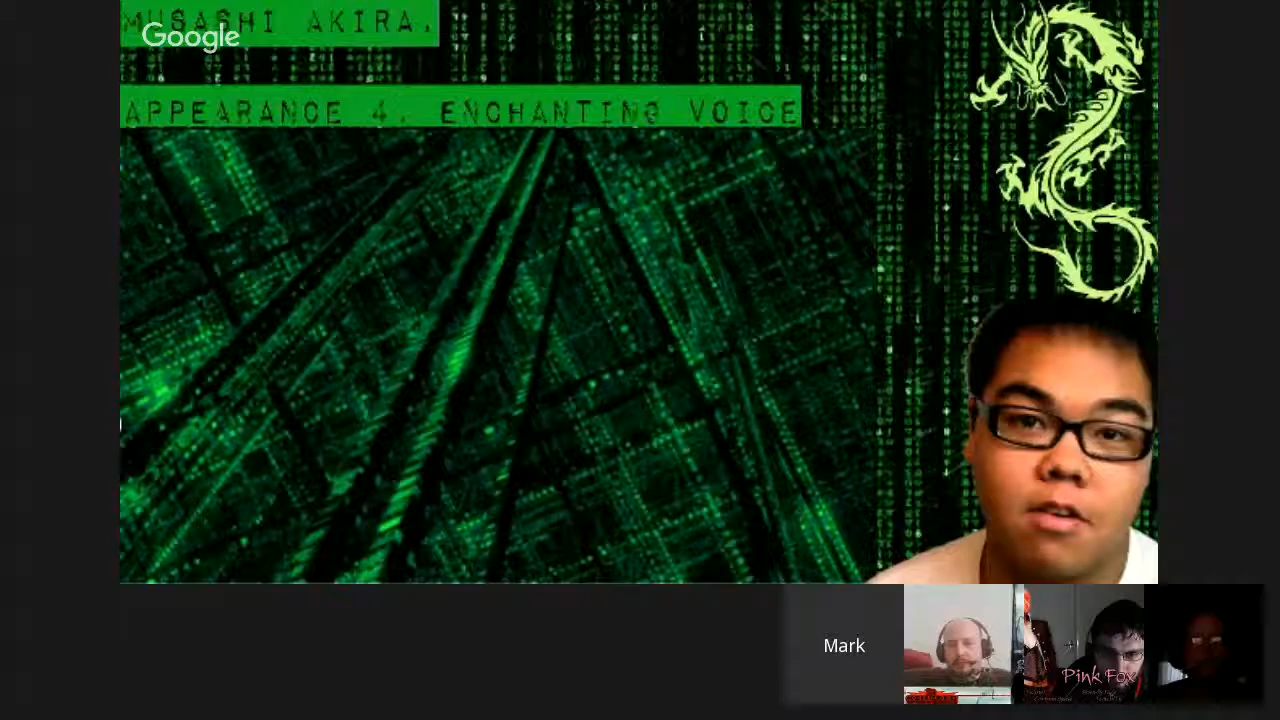 MUSASHI AKIRA.
Google
APPEARANCE 4. ENCHANTING VOICE
Mark
Pink Fox